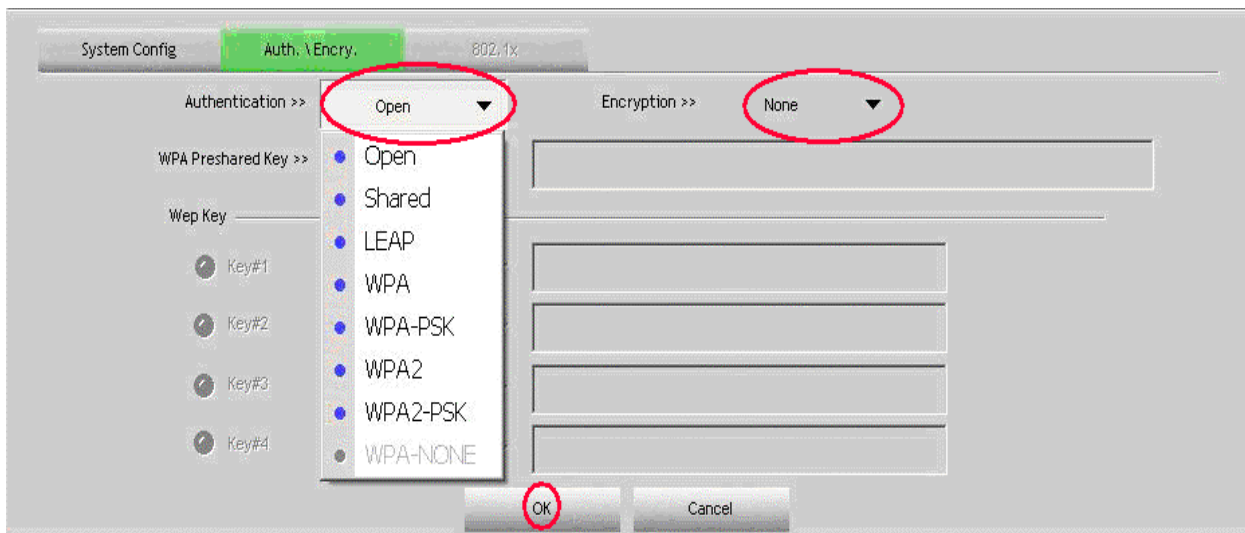 System Config
Auth. \ Encry.
802.1x
Authentication >>
Open
Encryption >>
None
WPA Preshared Key >>
Open
Shared
LEAP
WPA
WPA-PSK
WPA2
WPA2-PSK
WPA-NONE
Wep Key
Key#1
Key#2
Key#3
Key#4
OK
Cancel